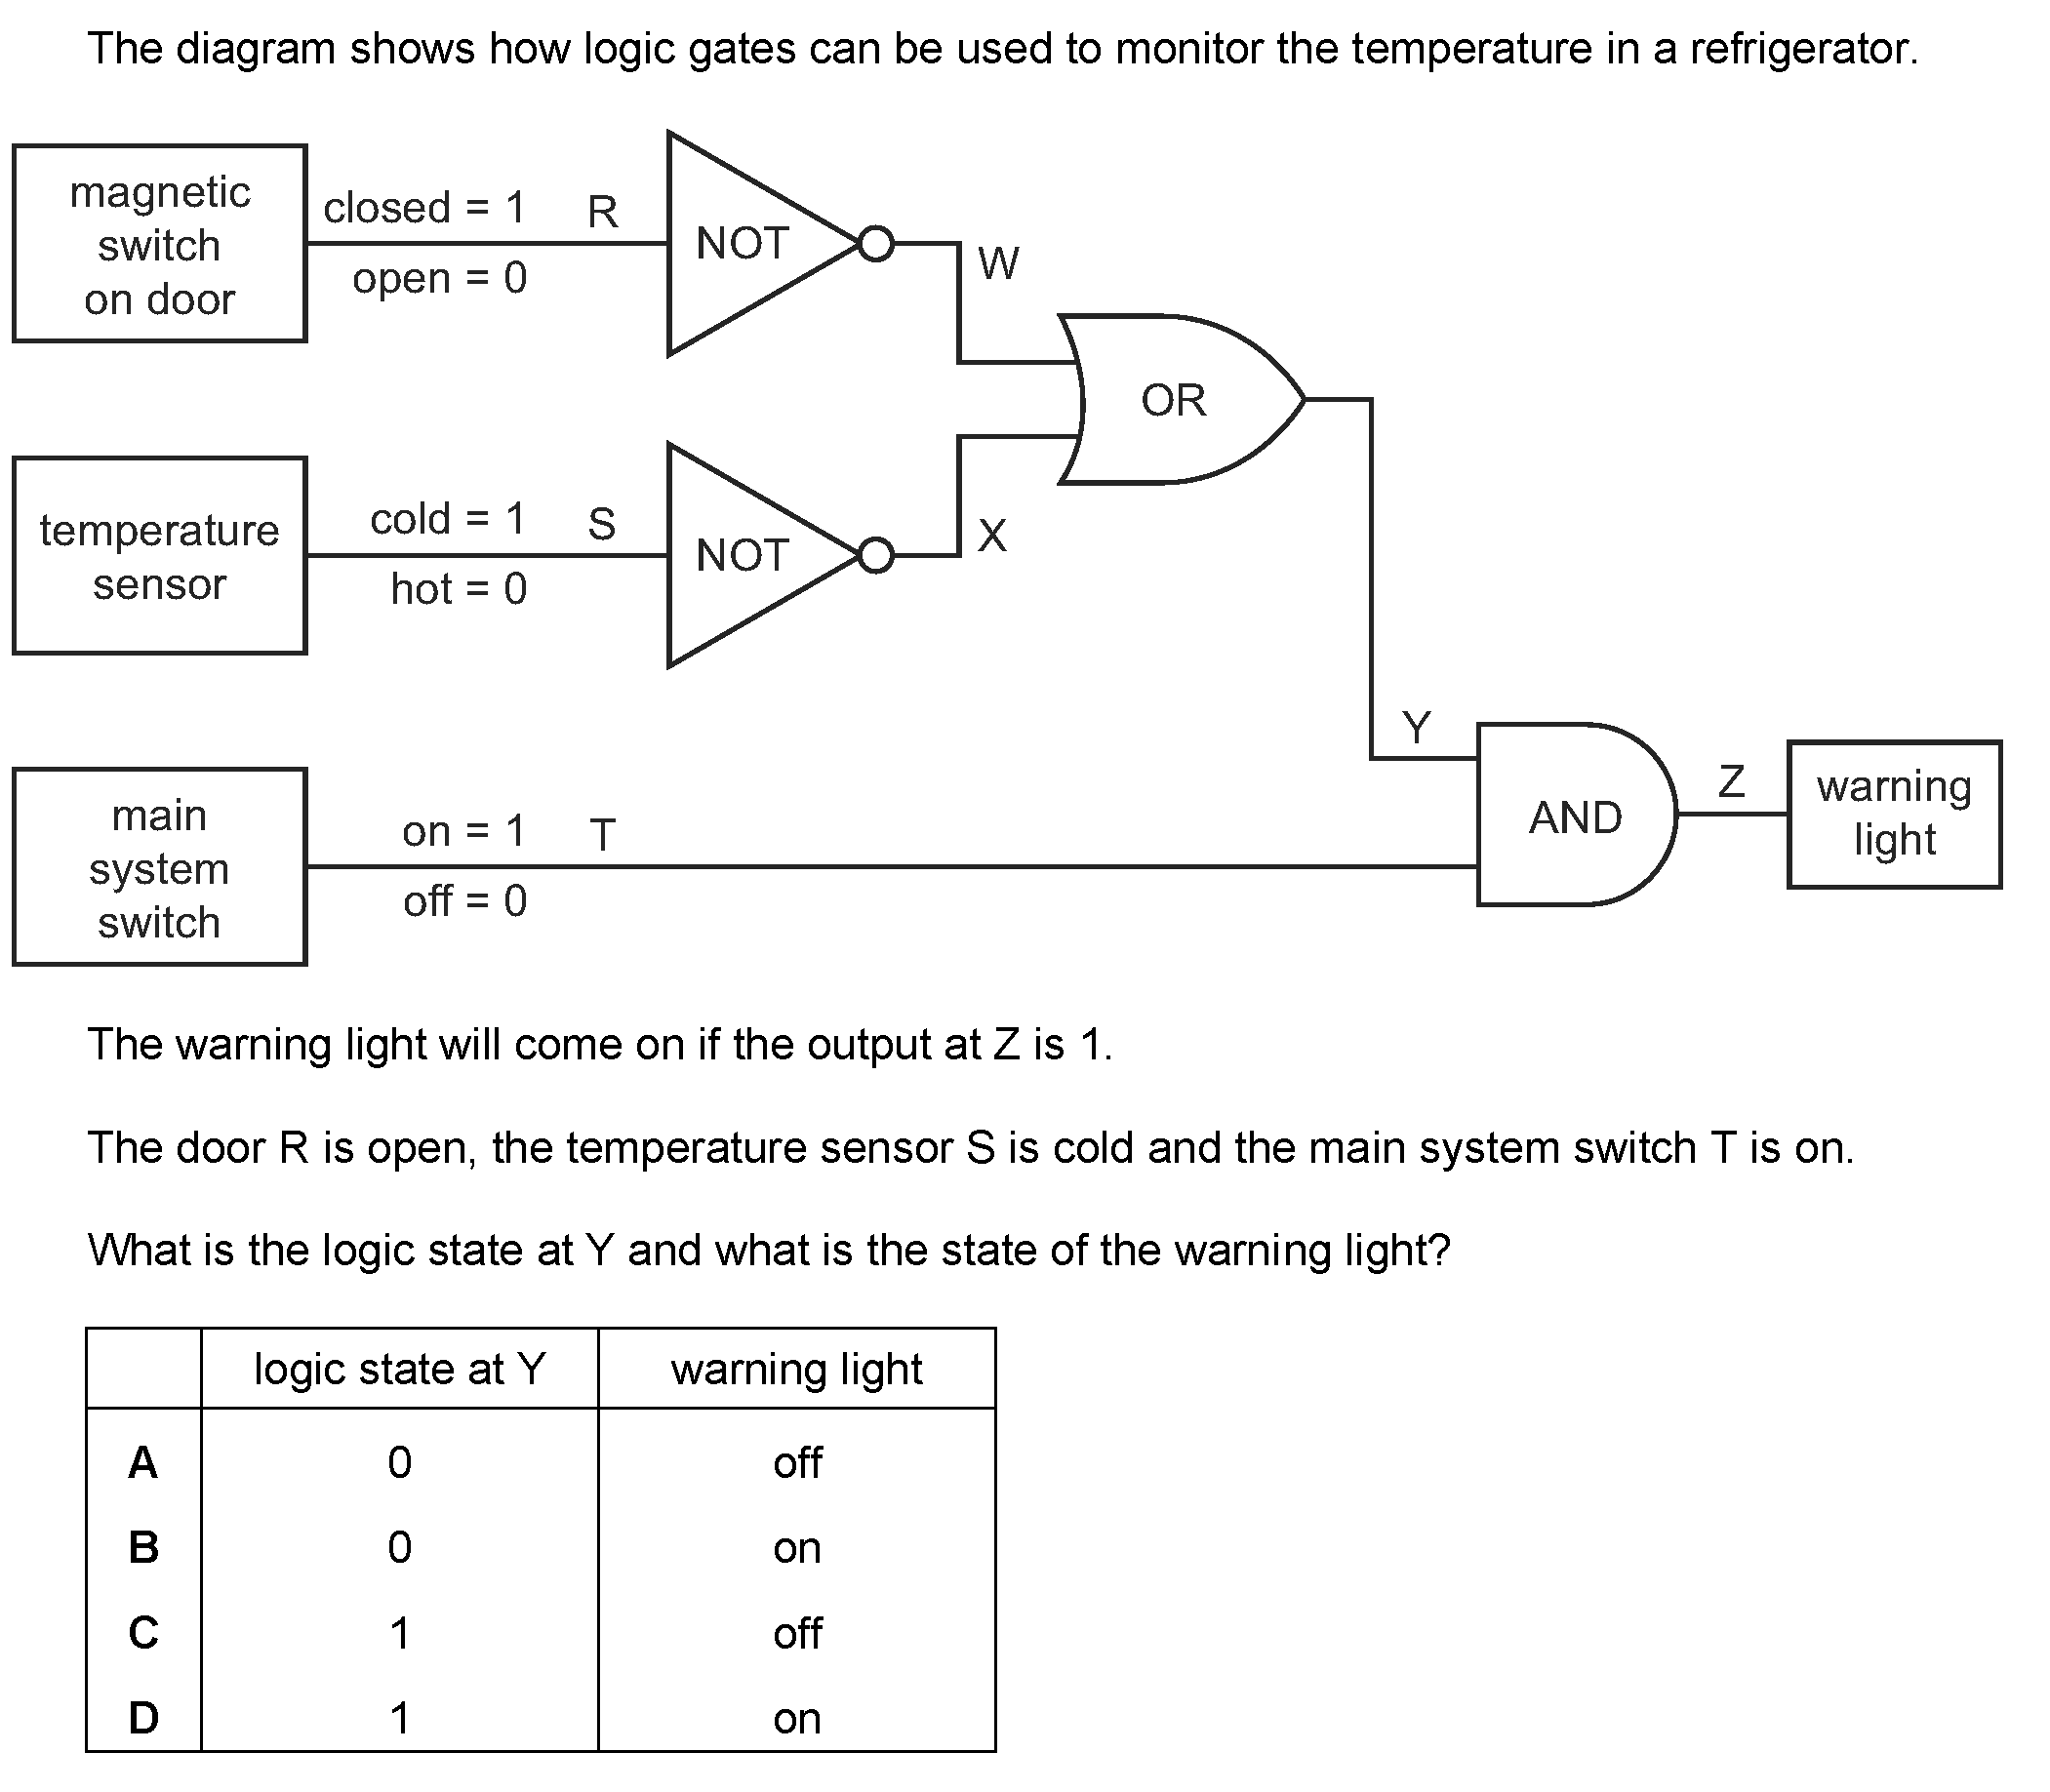 The diagram shows how logic gates can be used to monitor the temperature in a refrigerator.
magnetic
switch
on door
closed = 1
R
open = 0
NOT
W
OR
temperature
sensor
cold = 1
S
hot = 0
NOT
X
main
system
switch
on = 1
T
off = 0
Y
AND
Z
warning
light
The warning light will come on if the output at Z is 1.
The door R is open, the temperature sensor S is cold and the main system switch T is on.
What is the logic state at Y and what is the state of the warning light?
logic state at Y warning light
A 0 off
B 0 on
C 1 off
D 1 on